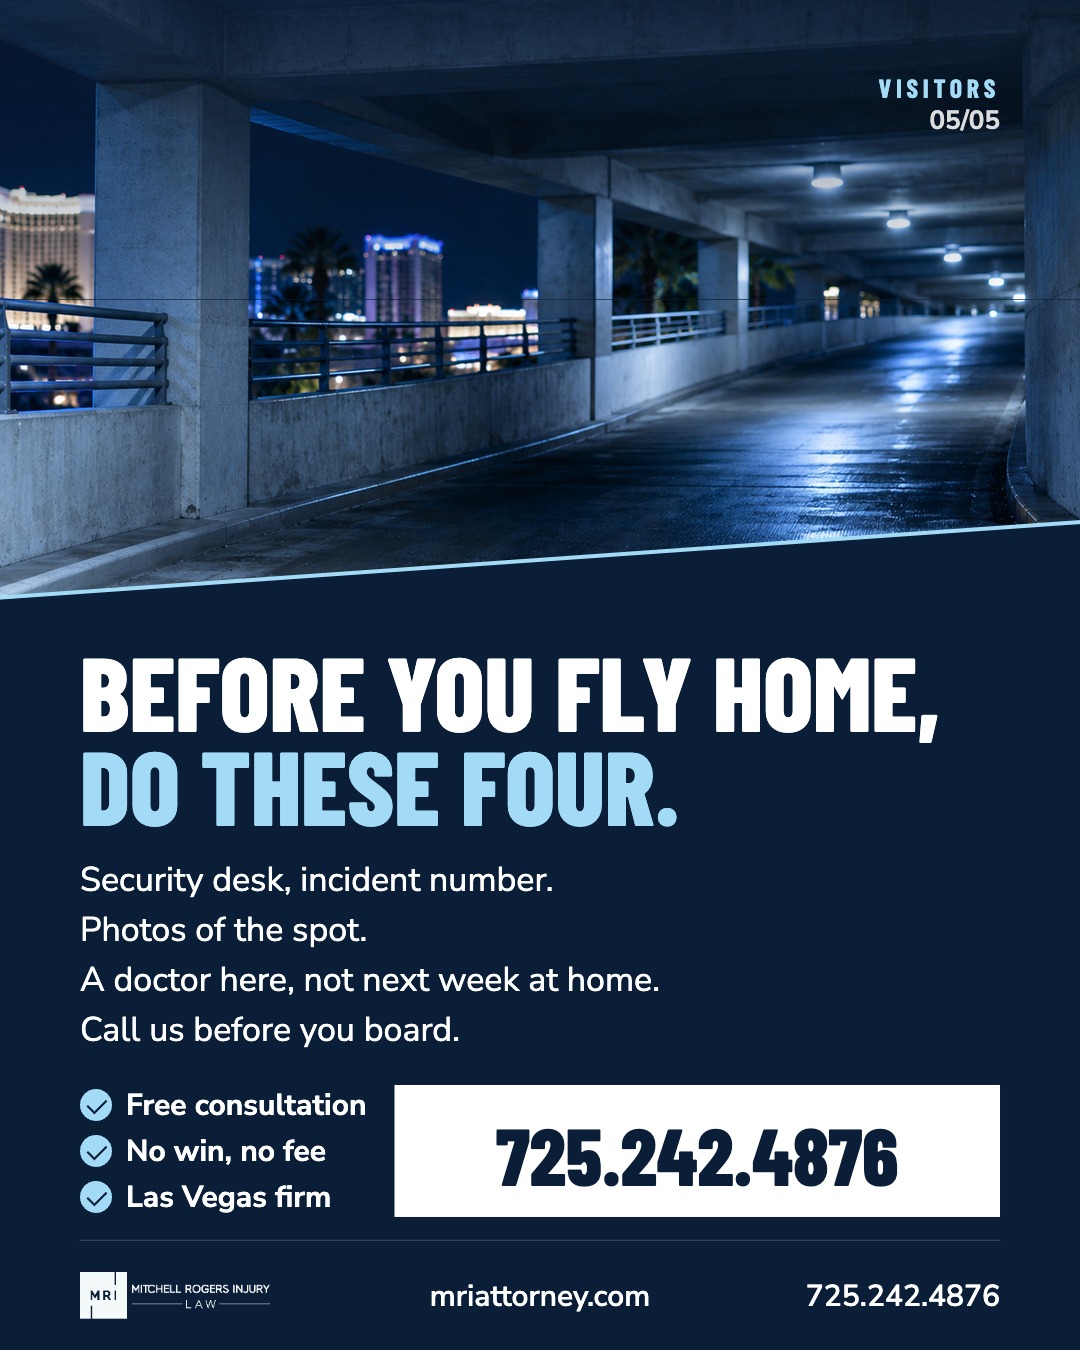 VISITORS
05/05
BEFORE YOU FLY HOME,
DO THESE FOUR.
Security desk, incident number.
Photos of the spot.
A doctor here, not next week at home.
Call us before you board.
Free consultation
No win, no fee
Las Vegas firm
725.242.4876
MRI
MITCHELL ROGERS INJURY
LAW
mriattorney.com
725.242.4876